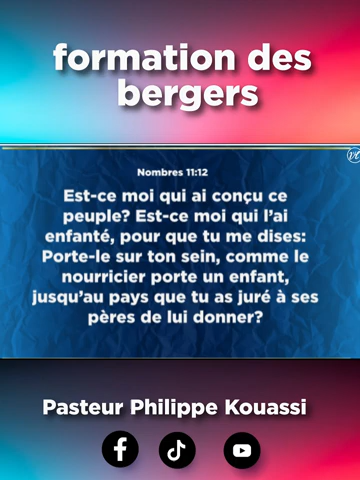 formation des
bergers
Nombres 11:12
Est-ce moi qui ai conçu ce
peuple? Est-ce moi qui l’ai
enfanté, pour que tu me dises:
Porte-le sur ton sein, comme le
nourricier porte un enfant,
jusqu’au pays que tu as juré à ses
pères de lui donner?
Pasteur Philippe Kouassi